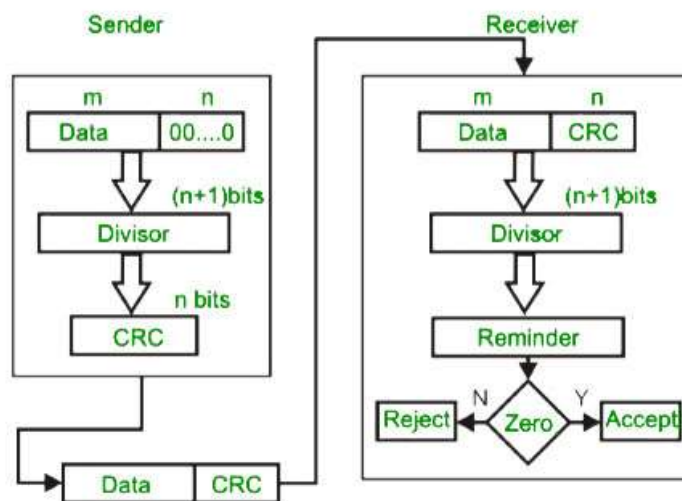 Sender
m n
Data 00....0
(n+1)bits
Divisor
n bits
CRC
Data CRC
Receiver
m n
Data CRC
(n+1)bits
Divisor
Reminder
N Y
Reject Zero Accept